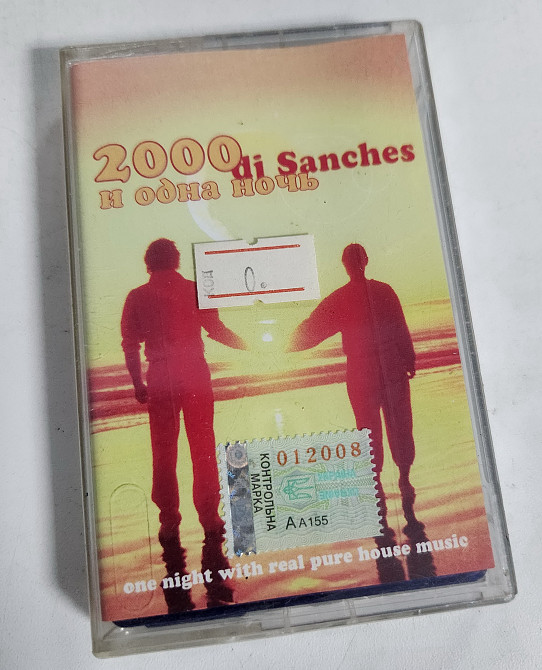 2000
dj Sanches
и одна ночь
КОД
0.
012008
КОНТРОЛЬНА
МАРКА
АА155
one night with real pure house music